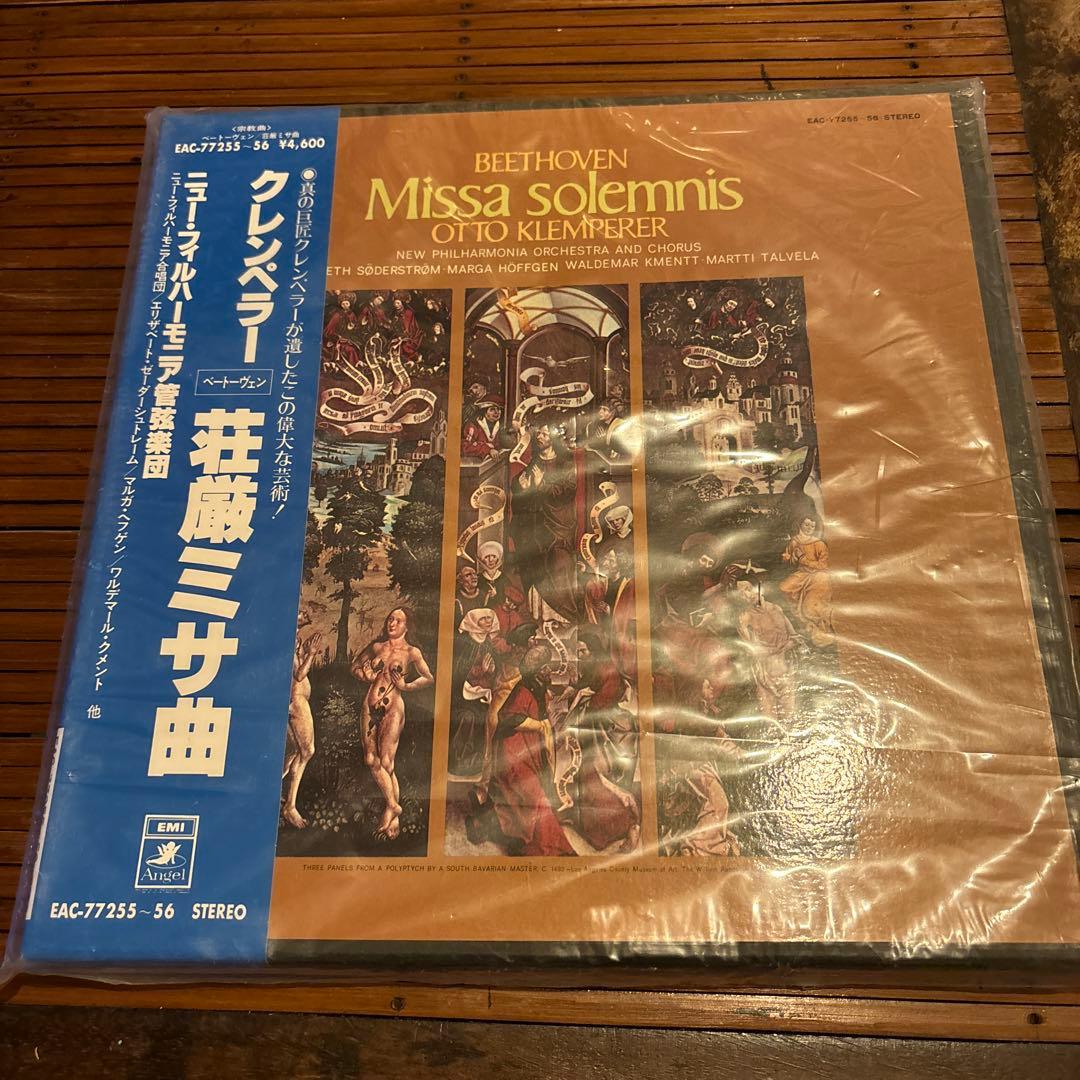 〈宗教曲〉
ベートーヴェン/荘厳ミサ曲
EAC-77255~56 ¥4,600
●真の巨匠クレンペラーが遺したこの偉大な芸術!
クレンペラー
ベートーヴェン
荘厳ミサ曲
ニュー・フィルハーモニア管弦楽団
ニュー・フィルハーモニア合唱団/エリザベート・ゼーダーシュトレーム/マルガ・ヘフゲン/ワルデマール・クメント 他
EMI
Angel
EAC-77255~56 STEREO
EAC-77255-56-STEREO
BEETHOVEN
Missa solemnis
OTTO KLEMPERER
NEW PHILHARMONIA ORCHESTRA AND CHORUS
ETH SØDERSTRØM·MARGA HÖFFGEN WALDEMAR KMENTT·MARTTI TALVELA
THREE PANELS FROM A POLYPTYCH BY A SOUTH BAVARIAN MASTER, C. 1480—Los Angeles County Museum of Art, The William